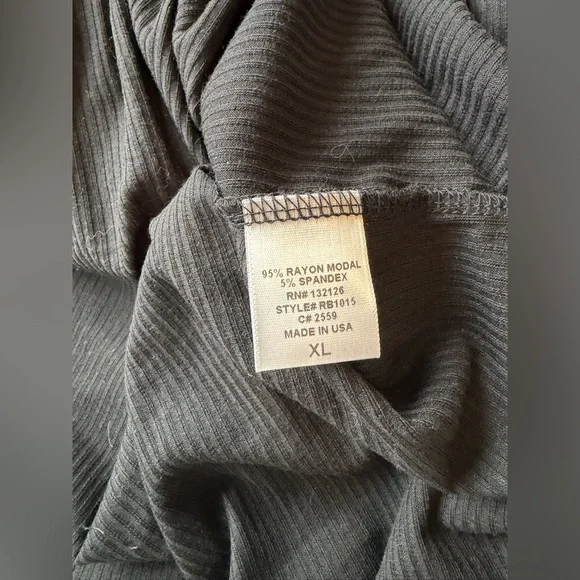 95% RAYON MODAL
5% SPANDEX
RN# 132126
STYLE# RB1015
C# 2559
MADE IN USA
XL